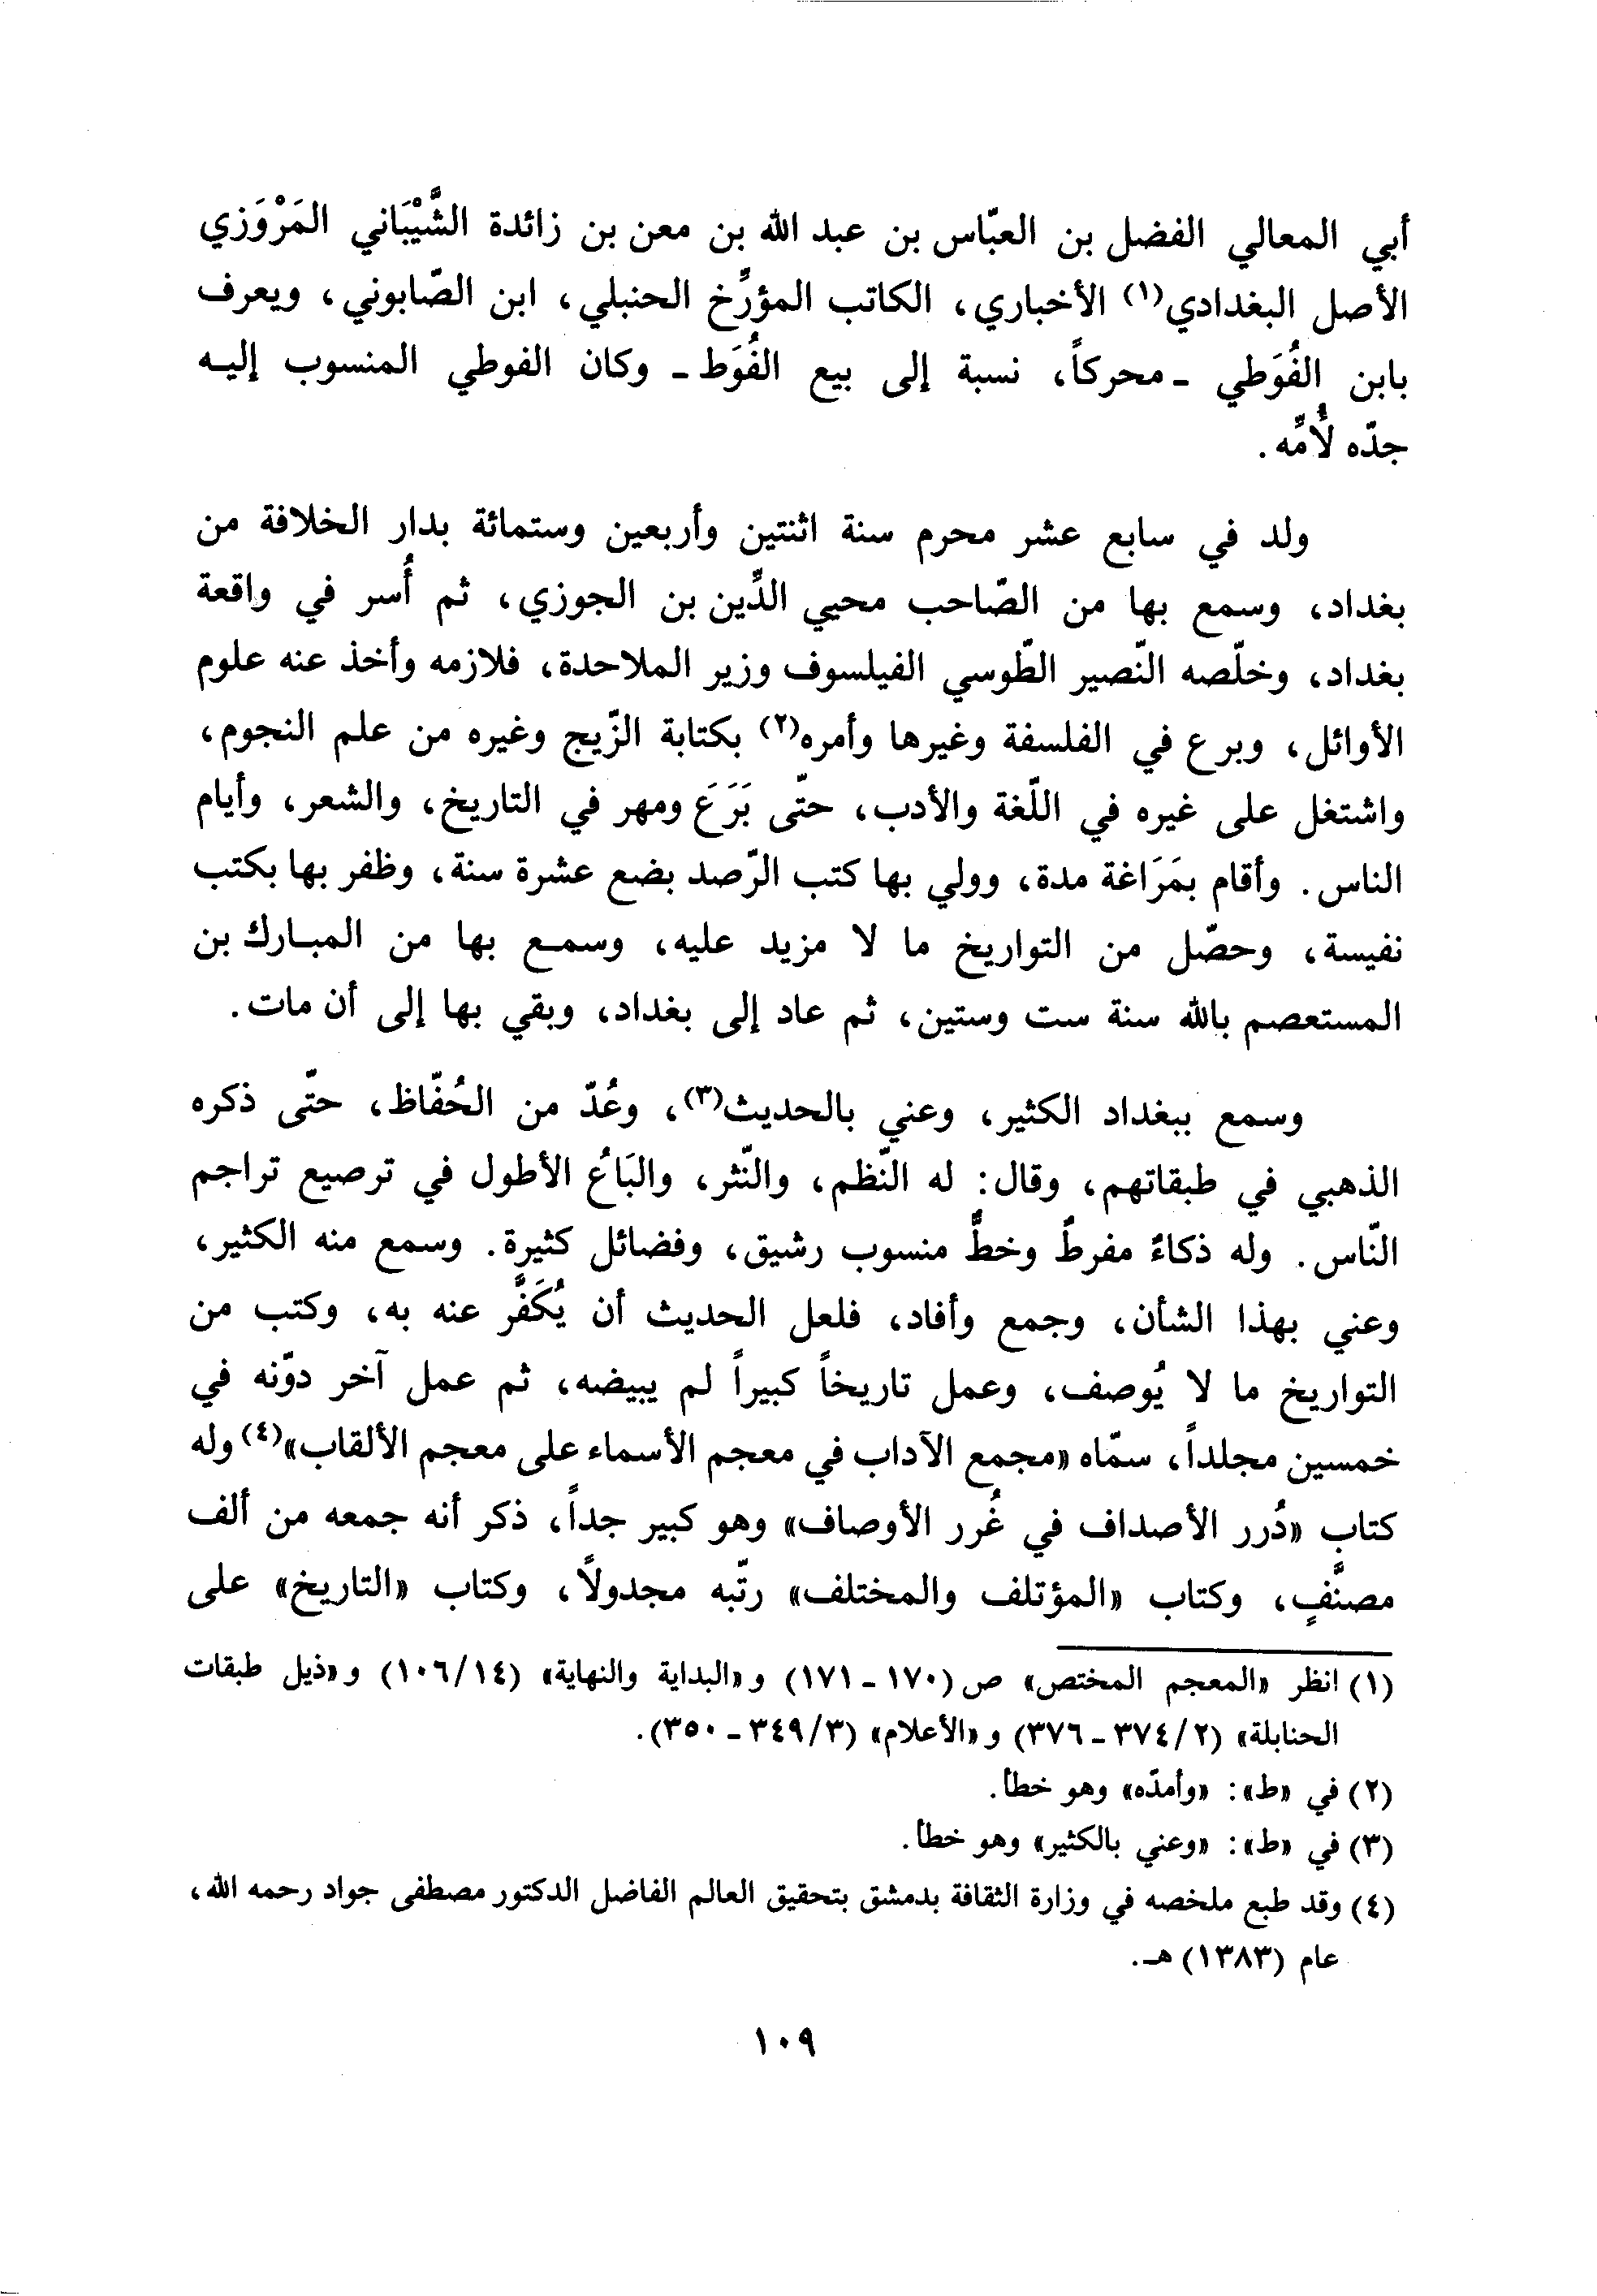 أبي المعالي الفضل بن العبّاس بن عبد الله بن معن بن زائدة الشَّيْبَاني المَرْوَزي
الأصل البغدادي(١) الأخباري، الكاتب المؤرِّخ الحنبلي، ابن الصّابوني، ويعرف
بابن الفُوَطي ـ محركاً، نسبة إلى بيع الفُوَط ـ وكان الفوطي المنسوب إليه
جدّه لأُمِّه.
ولد في سابع عشر محرم سنة اثنتين وأربعين وستمائة بدار الخلافة من
بغداد، وسمع بها من الصّاحب محيي الدِّين بن الجوزي، ثم أُسر في واقعة
بغداد، وخلّصه النّصير الطّوسي الفيلسوف وزير الملاحدة، فلازمه وأخذ عنه علوم
الأوائل، وبرع في الفلسفة وغيرها وأمره(٢) بكتابة الزّيج وغيره من علم النجوم،
واشتغل على غيره في اللّغة والأدب، حتّى بَرَعَ ومهر في التاريخ، والشعر، وأيام
الناس. وأقام بمَرَاغة مدة، وولي بها كتب الرّصد بضع عشرة سنة، وظفر بها بكتب
نفيسة، وحصّل من التواريخ ما لا مزيد عليه، وسمع بها من المبارك بن
المستعصم بالله سنة ست وستين، ثم عاد إلى بغداد، وبقي بها إلى أن مات.
وسمع ببغداد الكثير، وعني بالحديث(٣)، وعُدّ من الحُفّاظ، حتّى ذكره
الذهبي في طبقاتهم، وقال: له النّظم، والنّثر، والبَاعُ الأطول في ترصيع تراجم
النّاس. وله ذكاءٌ مفرطٌ وخطٌّ منسوب رشيق، وفضائل كثيرة. وسمع منه الكثير،
وعني بهذا الشأن، وجمع وأفاد، فلعل الحديث أن يُكَفَّر عنه به، وكتب من
التواريخ ما لا يُوصف، وعمل تاريخاً كبيراً لم يبيضه، ثم عمل آخر دوّنه في
خمسين مجلداً، سمّاه «مجمع الآداب في معجم الأسماء على معجم الألقاب»(٤) وله
كتاب «دُرر الأصداف في غُرر الأوصاف» وهو كبير جداً، ذكر أنه جمعه من ألف
مصنَّفٍ، وكتاب «المؤتلف والمختلف» رتّبه مجدولاً، وكتاب «التاريخ» على
(١) انظر «المعجم المختص» ص (١٧٠ ـ ١٧١) و«البداية والنهاية» (١٠٦/١٤) و«ذيل طبقات
الحنابلة» (٣٧٤/٢ ـ ٣٧٦) و«الأعلام» (٣٤٩/٣ ـ ٣٥٠).
(٢) في «ط»: «وأمدّه» وهو خطأ.
(٣) في «ط»: «وعني بالكثير» وهو خطأ.
(٤) وقد طبع ملخصه في وزارة الثقافة بدمشق بتحقيق العالم الفاضل الدكتور مصطفى جواد رحمه الله،
عام (١٣٨٣) هـ.
١٠٩